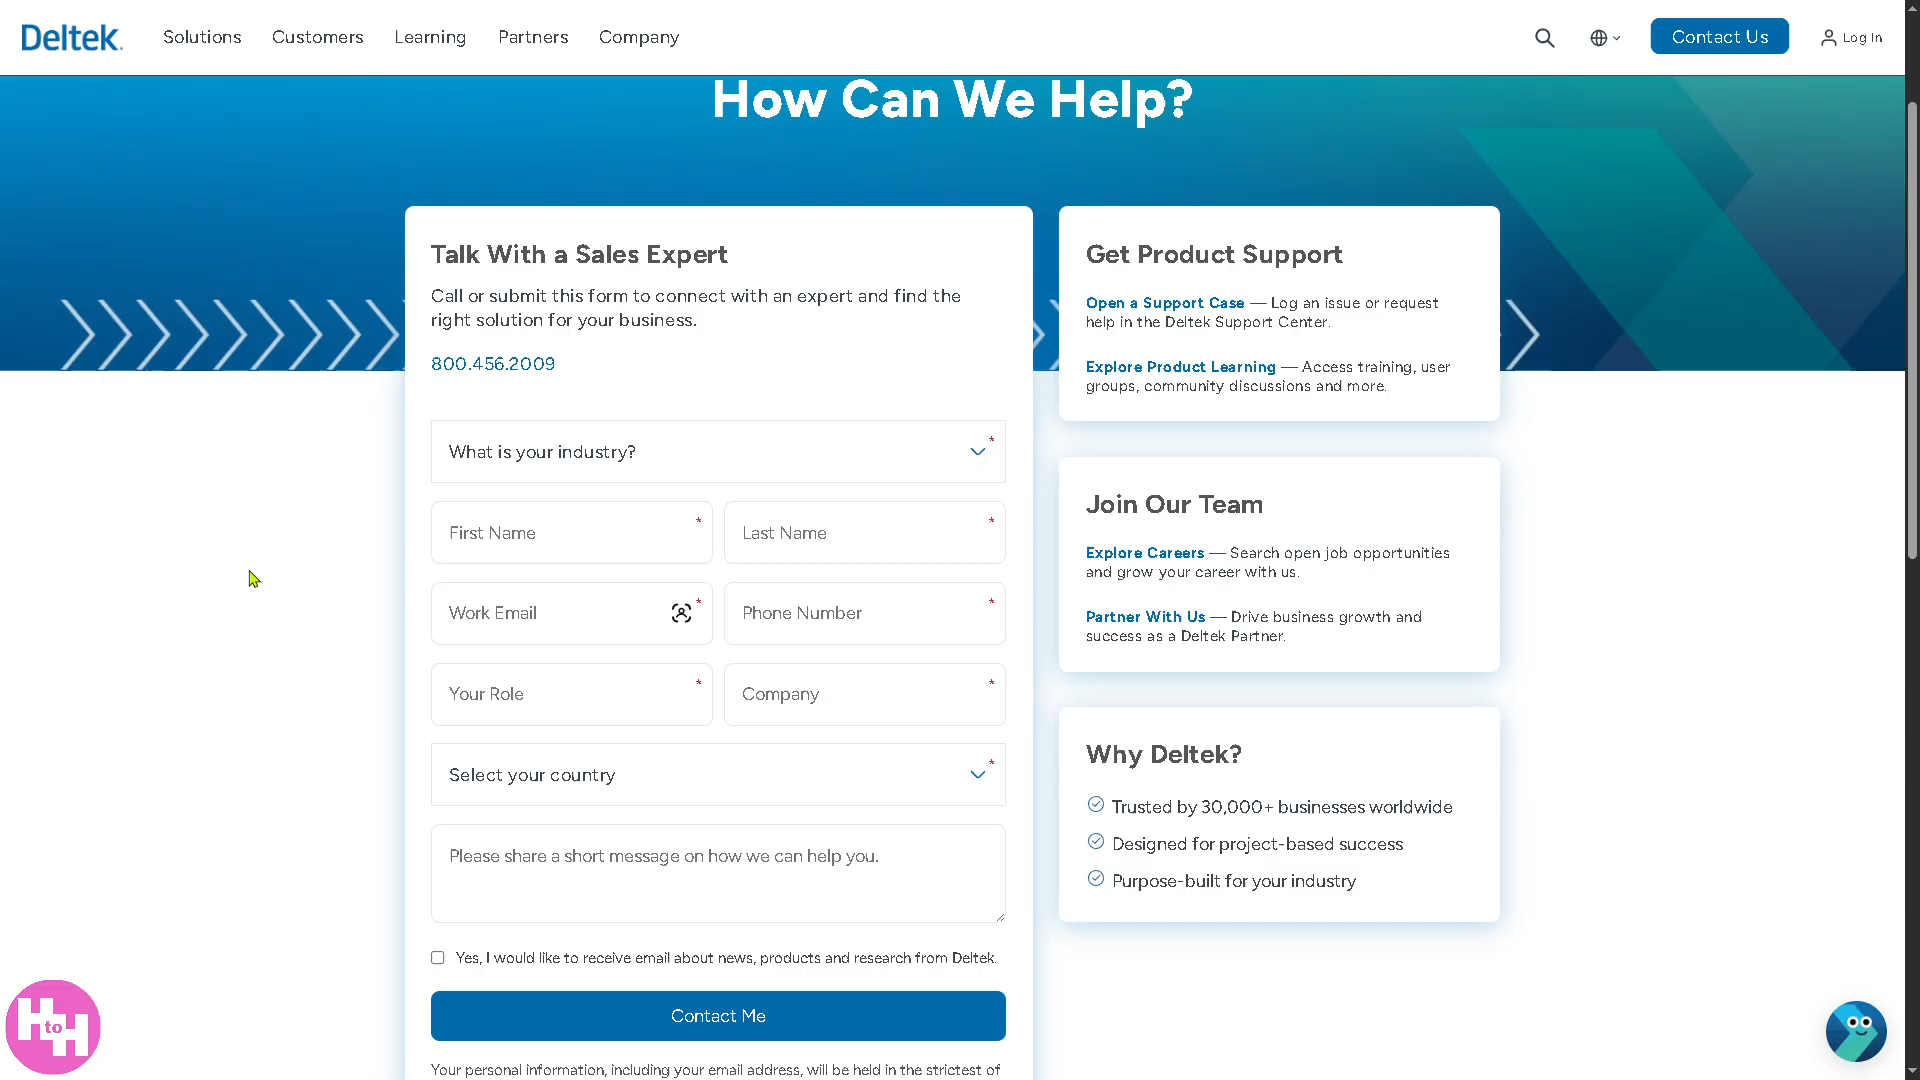 Deltek.
Solutions
Customers
Learning
Partners
Company
Contact Us
Log In
How Can We Help?
Talk With a Sales Expert
Call or submit this form to connect with an expert and find the
right solution for your business.
800.456.2009
What is your industry? *
First Name *
Last Name *
Work Email *
Phone Number *
Your Role *
Company *
Select your country *
Please share a short message on how we can help you.
Yes, I would like to receive email about news, products and research from Deltek.
Contact Me
Your personal information, including your email address, will be held in the strictest of
Get Product Support
Open a Support Case — Log an issue or request
help in the Deltek Support Center.
Explore Product Learning — Access training, user
groups, community discussions and more.
Join Our Team
Explore Careers — Search open job opportunities
and grow your career with us.
Partner With Us — Drive business growth and
success as a Deltek Partner.
Why Deltek?
Trusted by 30,000+ businesses worldwide
Designed for project-based success
Purpose-built for your industry
H to H